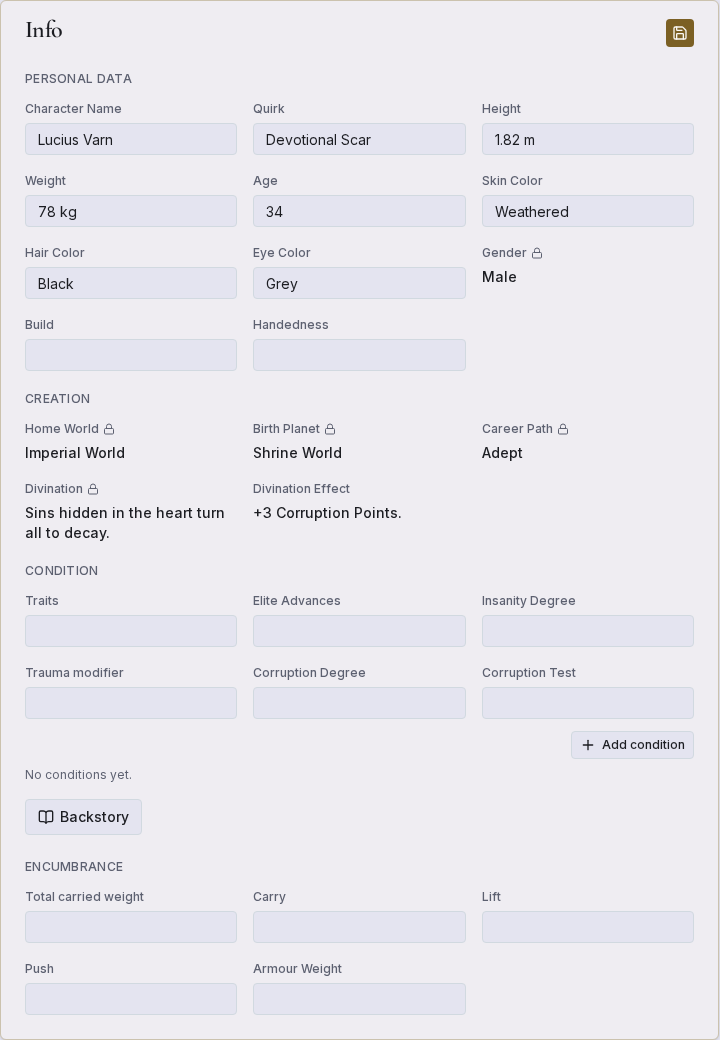 Info
PERSONAL DATA
Character Name
Quirk
Height
Lucius Varn
Devotional Scar
1.82 m
Weight
Age
Skin Color
78 kg
34
Weathered
Hair Color
Eye Color
Gender
Black
Grey
Male
Build
Handedness
CREATION
Home World
Birth Planet
Career Path
Imperial World
Shrine World
Adept
Divination
Divination Effect
Sins hidden in the heart turn
all to decay.
+3 Corruption Points.
CONDITION
Traits
Elite Advances
Insanity Degree
Trauma modifier
Corruption Degree
Corruption Test
Add condition
No conditions yet.
Backstory
ENCUMBRANCE
Total carried weight
Carry
Lift
Push
Armour Weight